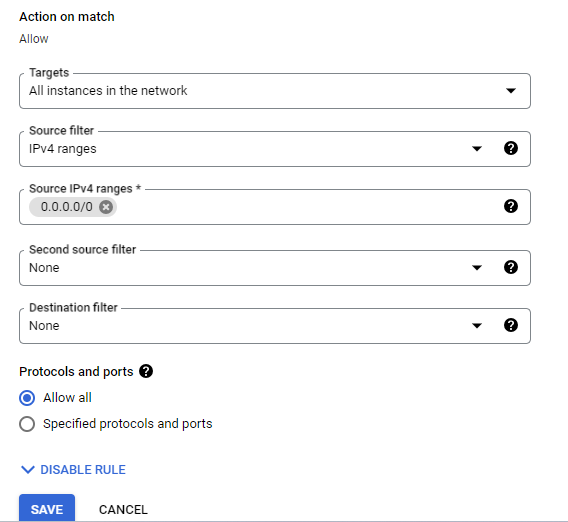 Action on match
Allow
Targets
All instances in the network
Source filter
IPv4 ranges
Source IPv4 ranges *
0.0.0.0/0
Second source filter
None
Destination filter
None
Protocols and ports
Allow all
Specified protocols and ports
DISABLE RULE
SAVE CANCEL